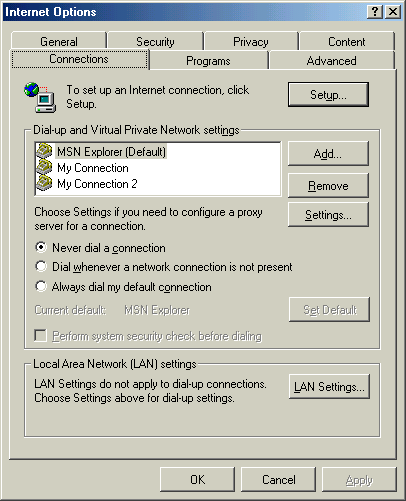 Internet Options
General Security Privacy Content
Connections Programs Advanced
To set up an Internet connection, click
Setup.
Setup...
Dial-up and Virtual Private Network settings
MSN Explorer (Default)
My Connection
My Connection 2
Add...
Remove
Choose Settings if you need to configure a proxy
server for a connection.
Settings...
Never dial a connection
Dial whenever a network connection is not present
Always dial my default connection
Current default: MSN Explorer
Set Default
Perform system security check before dialing
Local Area Network (LAN) settings
LAN Settings do not apply to dial-up connections.
Choose Settings above for dial-up settings.
LAN Settings...
OK Cancel Apply